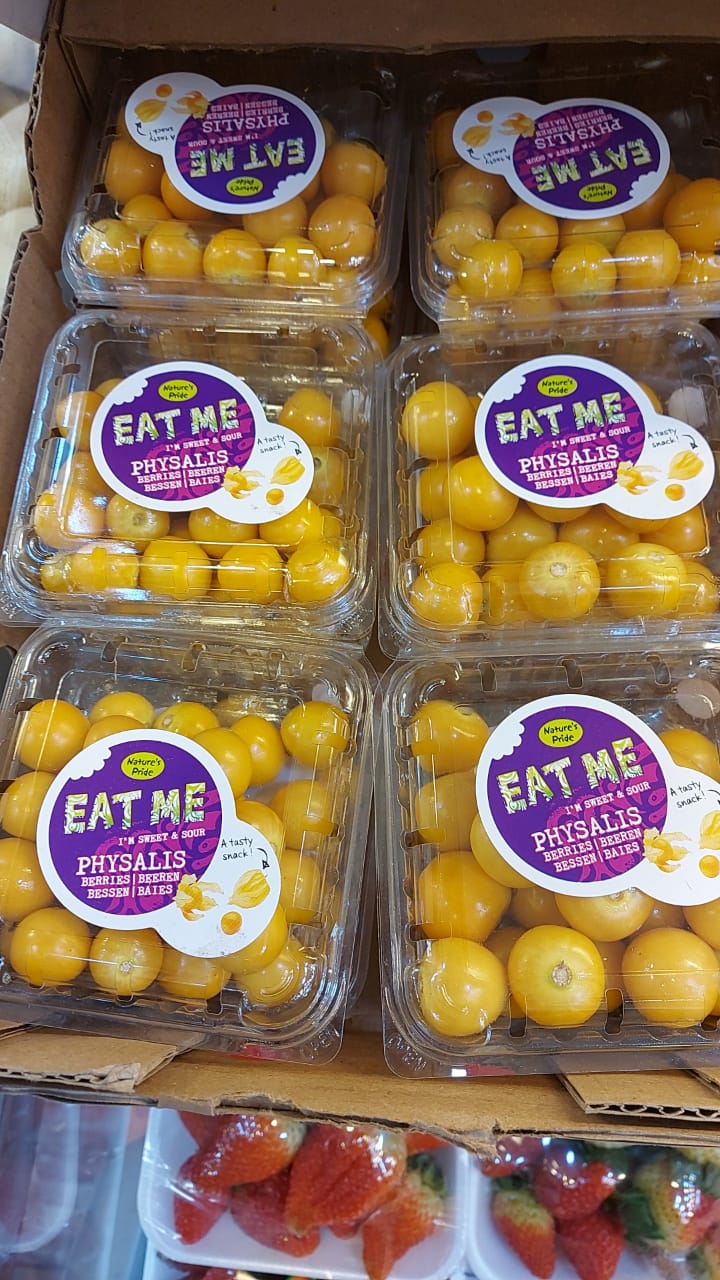 EAT ME
I'M SWEET & SOUR
PHYSALIS
BERRIES | BEEREN
BESSEN | BAIES
A tasty snack!
Nature's Pride
EAT ME
I'M SWEET & SOUR
PHYSALIS
BERRIES | BEEREN
BESSEN | BAIES
A tasty snack!
Nature's Pride
Nature's Pride
EAT ME
I'M SWEET & SOUR
PHYSALIS
BERRIES | BEEREN
BESSEN | BAIES
A tasty
snack!
Nature's Pride
EAT ME
I'M SWEET & SOUR
PHYSALIS
BERRIES | BEEREN
BESSEN | BAIES
A tasty
snack!
Nature's Pride
EAT ME
I'M SWEET & SOUR
PHYSALIS
BERRIES | BEEREN
BESSEN | BAIES
A tasty
snack!
Nature's Pride
EAT ME
I'M SWEET & SOUR
PHYSALIS
BERRIES | BEEREN
BESSEN | BAIES
A tasty
snack!